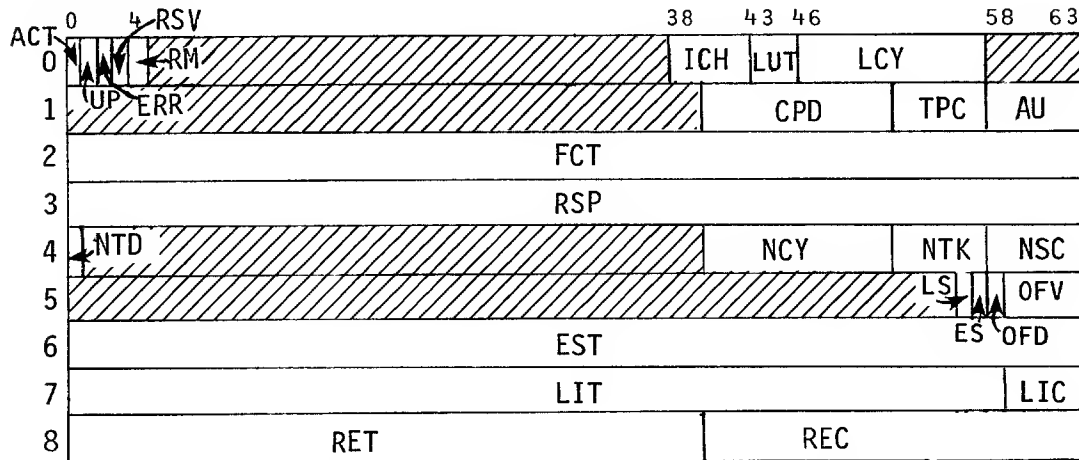 0 4 RSV 38 43 46 58 63
ACT 0 RM ICH LUT LCY
UP ERR
1 CPD TPC AU
2 FCT
3 RSP
4 NTD NCY NTK NSC
5 LS OFV
ES OFD
6 EST
7 LIT LIC
8 RET REC